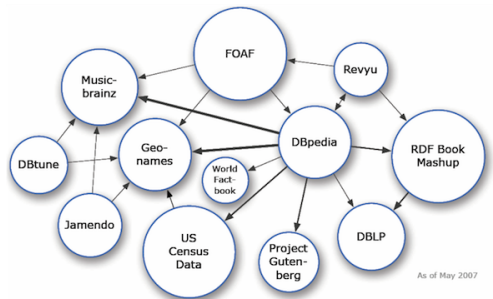 FOAF
Music-
brainz
Revyu
Geo-
names
DBpedia
RDF Book
Mashup
DBtune
World
Fact-
book
Jamendo
US
Census
Data
Project
Guten-
berg
DBLP
As of May 2007